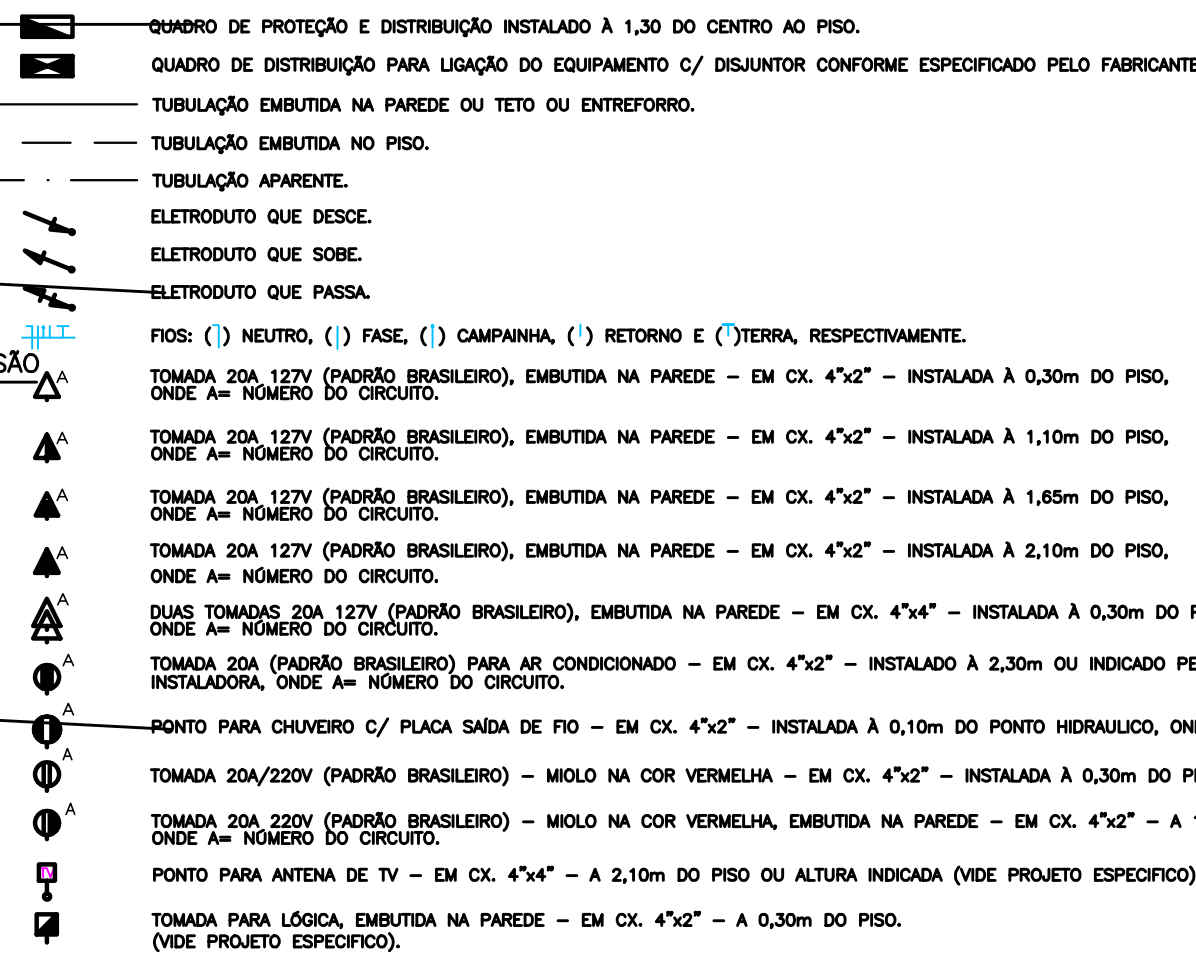 QUADRO DE PROTEÇÃO E DISTRIBUIÇÃO INSTALADO À 1,30 DO CENTRO AO PISO.
QUADRO DE DISTRIBUIÇÃO PARA LIGAÇÃO DO EQUIPAMENTO C/ DISJUNTOR CONFORME ESPECIFICADO PELO FABRICANTE
TUBULAÇÃO EMBUTIDA NA PAREDE OU TETO OU ENTREFORRO.
TUBULAÇÃO EMBUTIDA NO PISO.
TUBULAÇÃO APARENTE.
ELETRODUTO QUE DESCE.
ELETRODUTO QUE SOBE.
ELETRODUTO QUE PASSA.
FIOS: ( ) NEUTRO, ( ) FASE, ( ) CAMPAINHA, ( ) RETORNO E ( )TERRA, RESPECTIVAMENTE.
SÃO
A
TOMADA 20A 127V (PADRÃO BRASILEIRO), EMBUTIDA NA PAREDE – EM CX. 4"x2" – INSTALADA À 0,30m DO PISO,
ONDE A= NÚMERO DO CIRCUITO.
A
TOMADA 20A 127V (PADRÃO BRASILEIRO), EMBUTIDA NA PAREDE – EM CX. 4"x2" – INSTALADA À 1,10m DO PISO,
ONDE A= NÚMERO DO CIRCUITO.
A
TOMADA 20A 127V (PADRÃO BRASILEIRO), EMBUTIDA NA PAREDE – EM CX. 4"x2" – INSTALADA À 1,65m DO PISO,
ONDE A= NÚMERO DO CIRCUITO.
A
TOMADA 20A 127V (PADRÃO BRASILEIRO), EMBUTIDA NA PAREDE – EM CX. 4"x2" – INSTALADA À 2,10m DO PISO,
ONDE A= NÚMERO DO CIRCUITO.
A
DUAS TOMADAS 20A 127V (PADRÃO BRASILEIRO), EMBUTIDA NA PAREDE – EM CX. 4"x4" – INSTALADA À 0,30m DO
ONDE A= NÚMERO DO CIRCUITO.
A
TOMADA 20A (PADRÃO BRASILEIRO) PARA AR CONDICIONADO – EM CX. 4"x2" – INSTALADO À 2,30m OU INDICADO PE
INSTALADORA, ONDE A= NÚMERO DO CIRCUITO.
A
PONTO PARA CHUVEIRO C/ PLACA SAÍDA DE FIO – EM CX. 4"x2" – INSTALADA À 0,10m DO PONTO HIDRAULICO,
A
TOMADA 20A/220V (PADRÃO BRASILEIRO) – MIOLO NA COR VERMELHA – EM CX. 4"x2" – INSTALADA À 0,30m DO
A
TOMADA 20A 220V (PADRÃO BRASILEIRO) – MIOLO NA COR VERMELHA, EMBUTIDA NA PAREDE – EM CX. 4"x2" – A
ONDE A= NÚMERO DO CIRCUITO.
TV
PONTO PARA ANTENA DE TV – EM CX. 4"x4" – A 2,10m DO PISO OU ALTURA INDICADA (VIDE PROJETO ESPECIFICO)
TOMADA PARA LÓGICA, EMBUTIDA NA PAREDE – EM CX. 4"x2" – A 0,30m DO PISO.
(VIDE PROJETO ESPECIFICO).